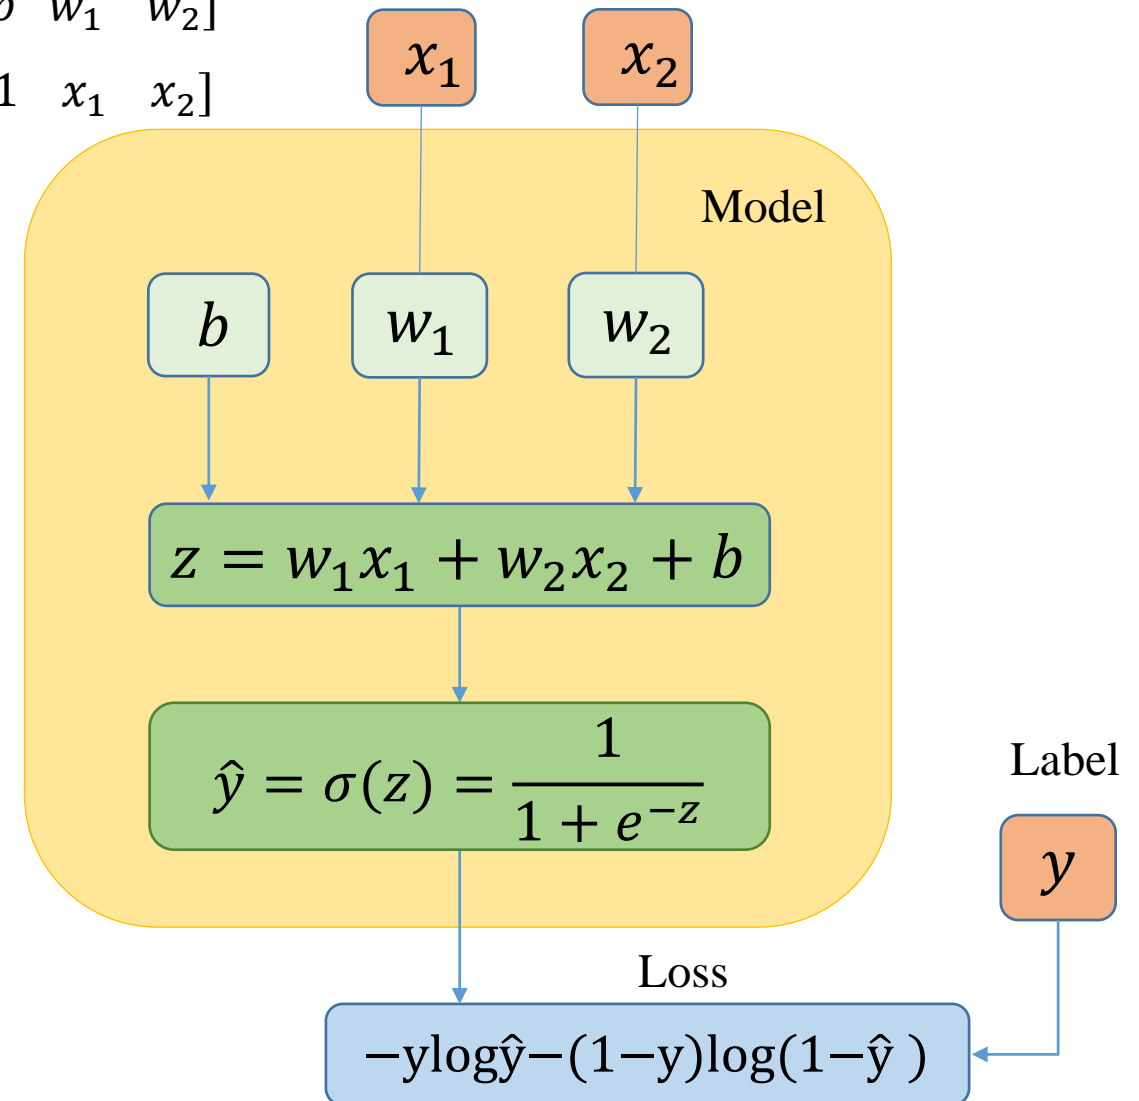 b w₁ w₂]
1 x₁ x₂]
x₁ x₂
Model
b w₁ w₂
z = w₁x₁ + w₂x₂ + b
ŷ = σ(z) = 1 / (1 + e⁻ᶻ)
Label
y
Loss
−ylogŷ−(1−y)log(1−ŷ )